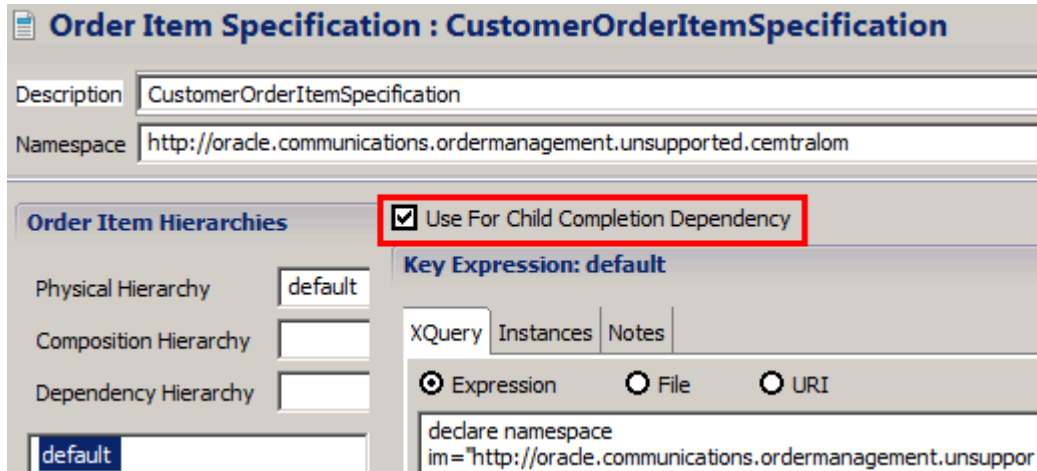 Order Item Specification : CustomerOrderItemSpecification
Description CustomerOrderItemSpecification
Namespace http://oracle.communications.ordermanagement.unsupported.cemtralom
Order Item Hierarchies
Use For Child Completion Dependency
Physical Hierarchy default
Composition Hierarchy
Dependency Hierarchy
default
Key Expression: default
XQuery Instances Notes
Expression File URI
declare namespace
im="http://oracle.communications.ordermanagement.unsuppor